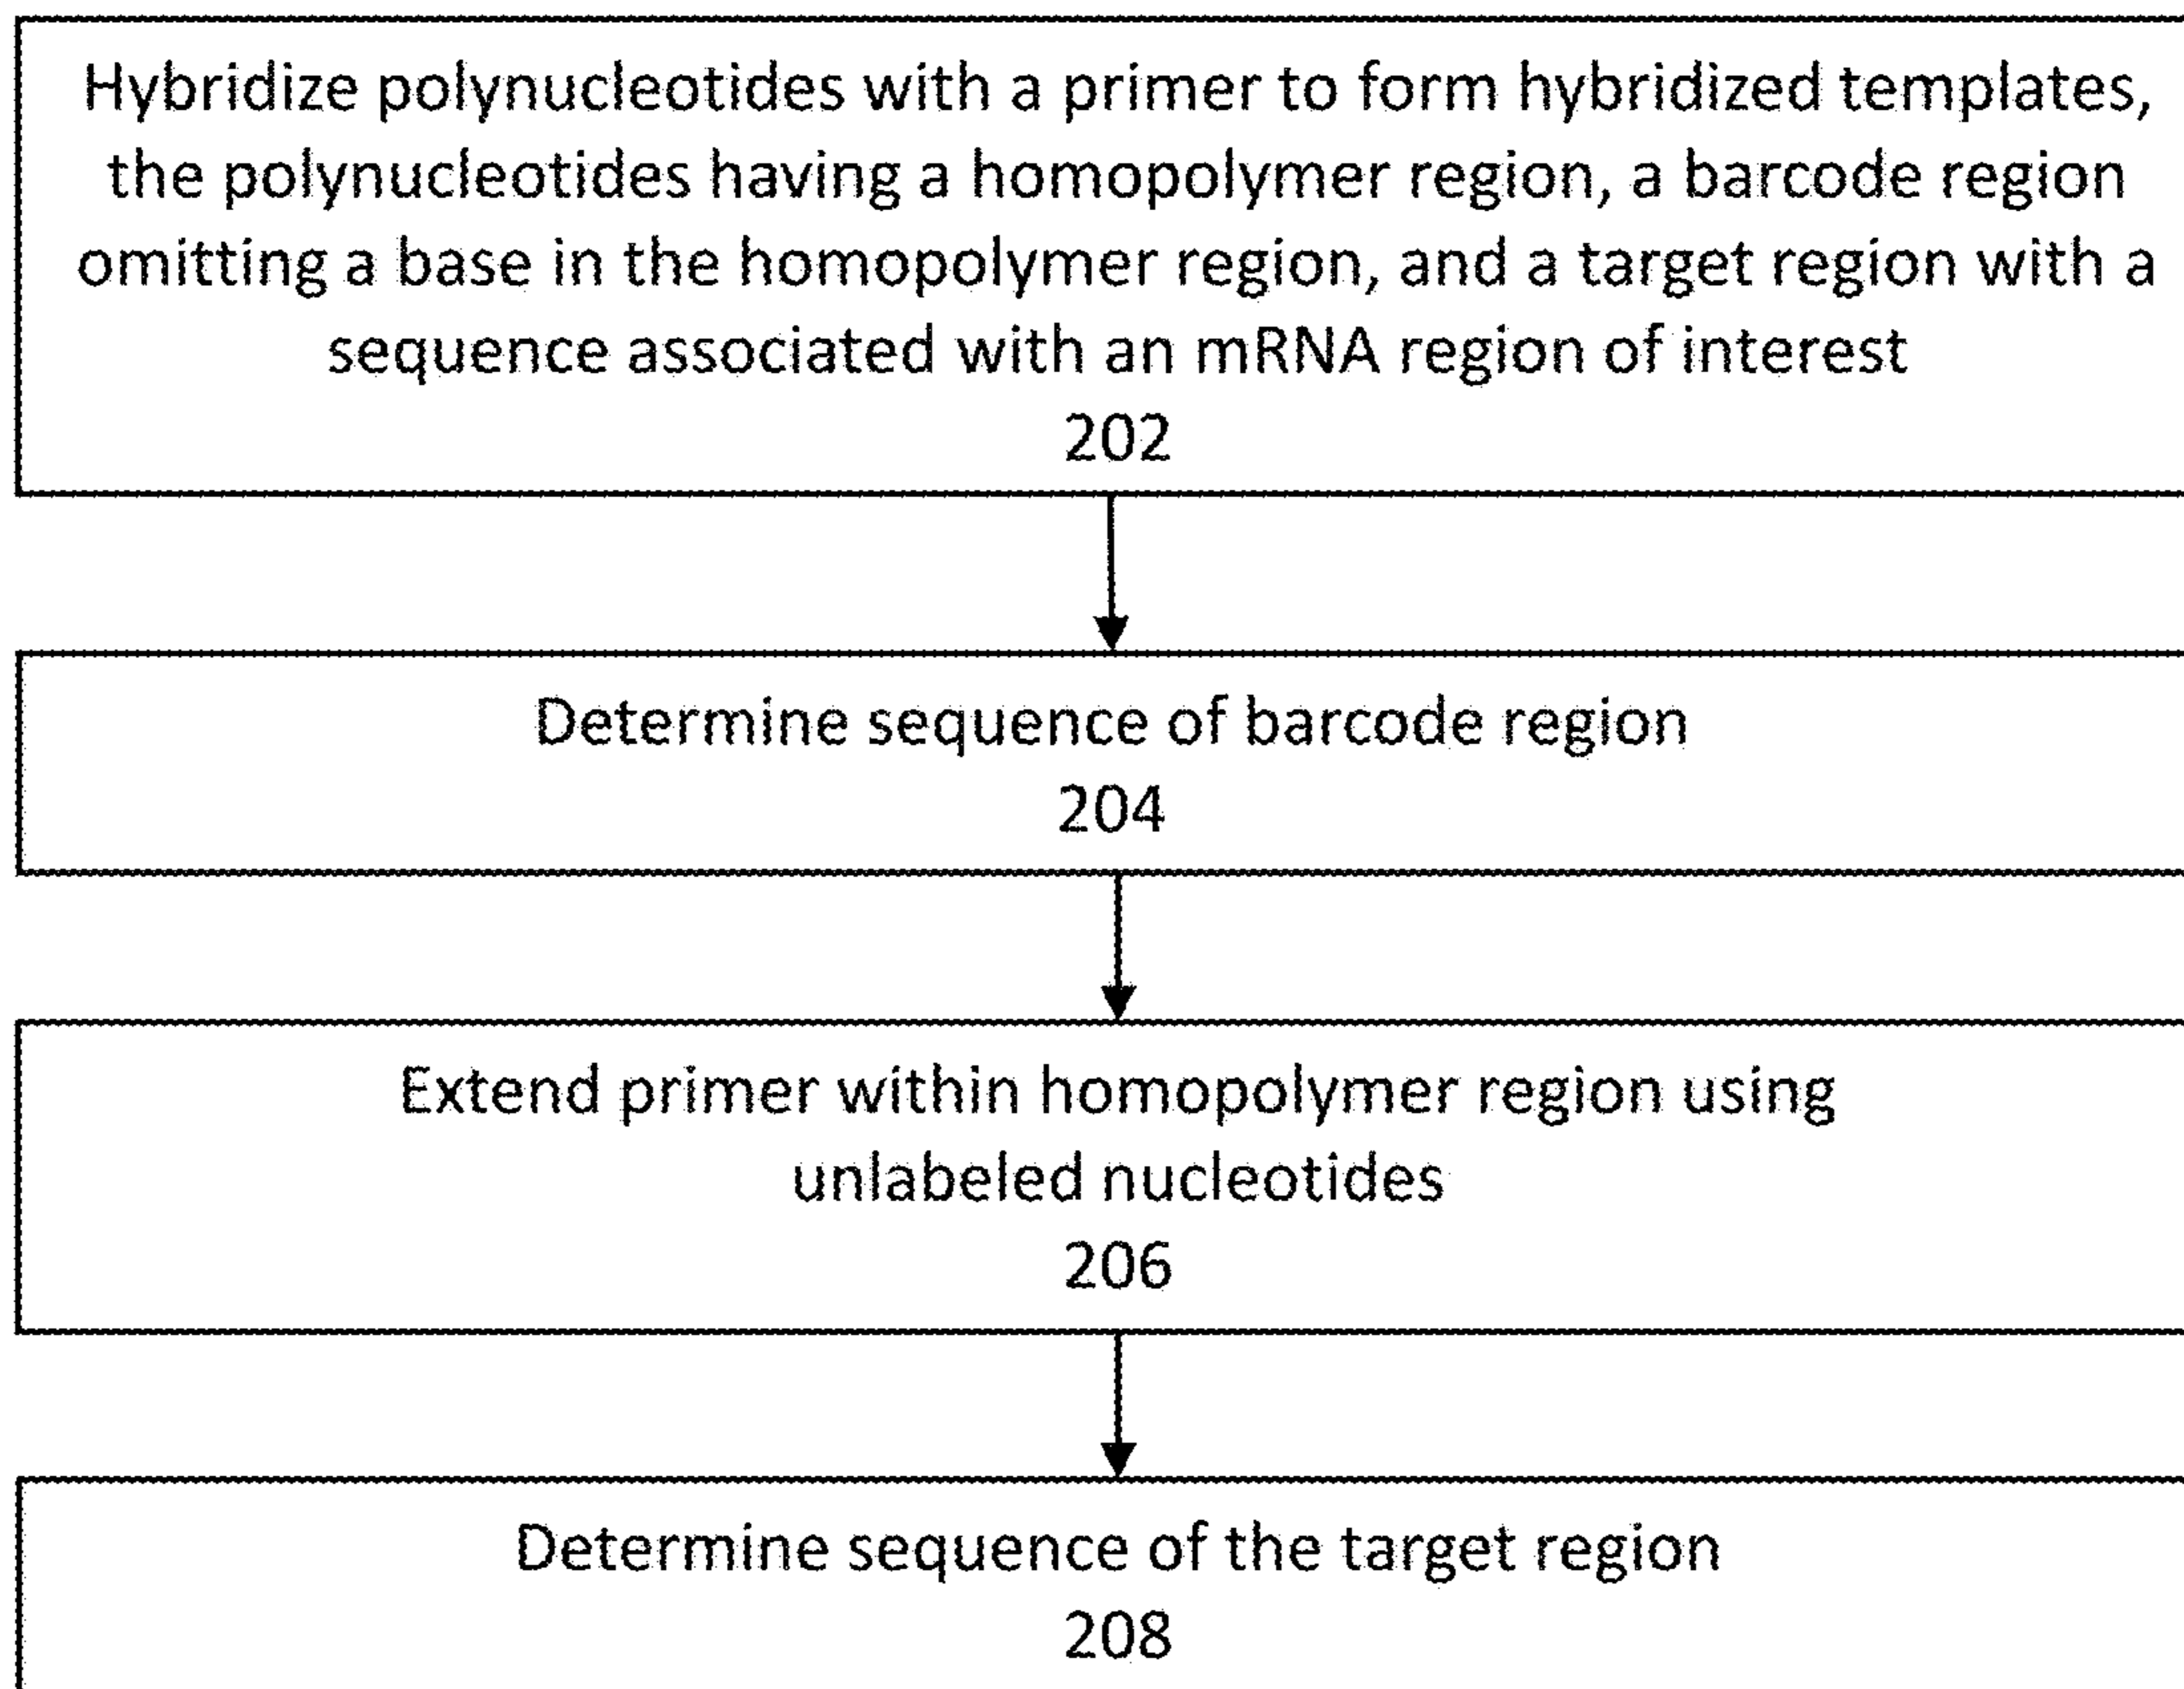 Hybridize polynucleotides with a primer to form hybridized templates,
the polynucleotides having a homopolymer region, a barcode region
omitting a base in the homopolymer region, and a target region with a
sequence associated with an mRNA region of interest
202
Determine sequence of barcode region
204
Extend primer within homopolymer region using
unlabeled nucleotides
206
Determine sequence of the target region
208